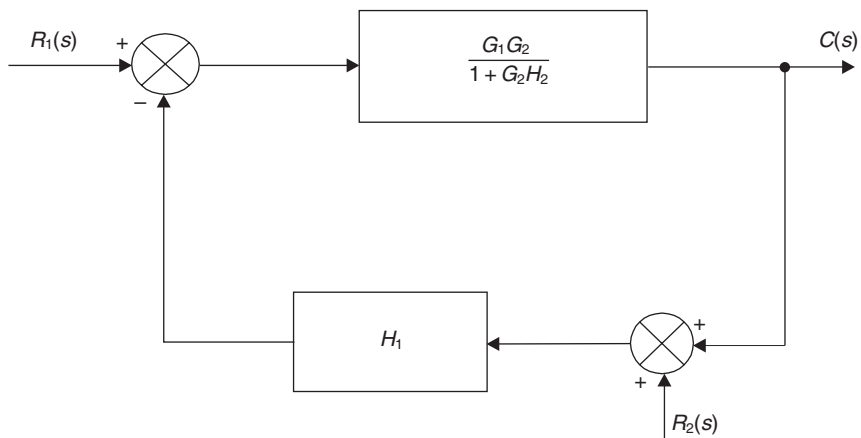 R₁(s)
+
–
G₁G₂
1 + G₂H₂
C(s)
H₁
+
+
R₂(s)